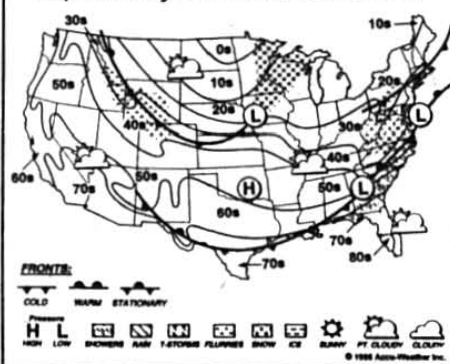 30s
10s
0s
50s
10s
20s
20s
L
L
30s
40s
40s
60s
70s
50s
H
50s
L
60s
70s
80s
70s
FRONTS:
COLD WARM STATIONARY
Pressure
H L
HIGH LOW SHOWERS RAIN T-STORMS FLURRIES SNOW ICE SUNNY PT. CLOUDY CLOUDY
Accu-Weather, Inc.